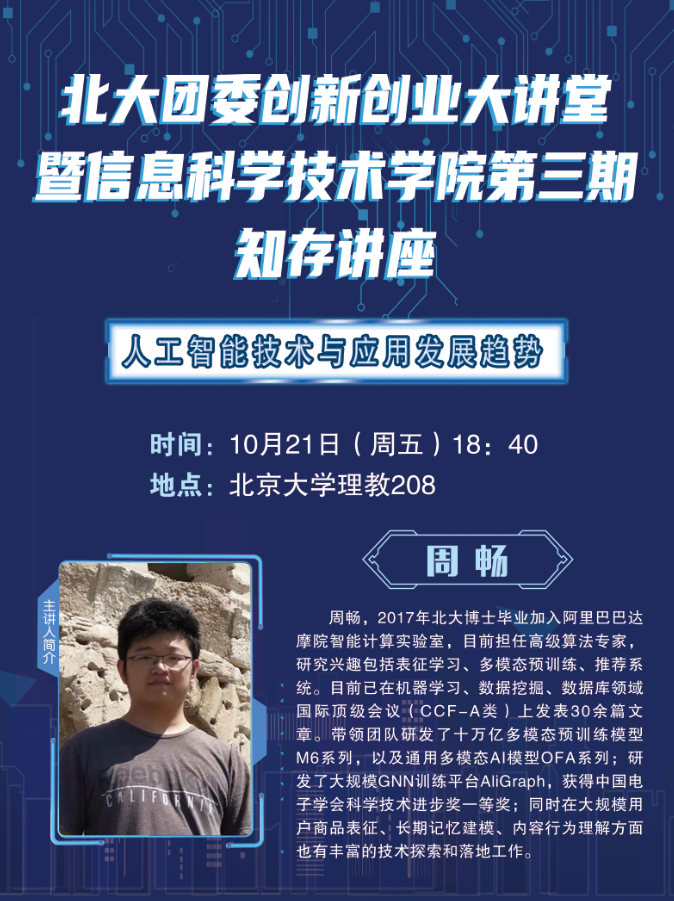 北大团委创新创业大讲堂
暨信息科学技术学院第三期
知存讲座
人工智能技术与应用发展趋势
时间：10月21日（周五）18：40
地点：北京大学理教208
主讲人简介
周 畅
周畅，2017年北大博士毕业加入阿里巴巴达
摩院智能计算实验室，目前担任高级算法专家，
研究兴趣包括表征学习、多模态预训练、推荐系
统。目前已在机器学习、数据挖掘、数据库领域
国际顶级会议（CCF-A类）上发表30余篇文
章。带领团队研发了十万亿多模态预训练模型
M6系列，以及通用多模态AI模型OFA系列；研
发了大规模GNN训练平台AliGraph，获得中国电
子学会科学技术进步奖一等奖；同时在大规模用
户商品表征、长期记忆建模、内容行为理解方面
也有丰富的技术探索和落地工作。
CALIFORNIA